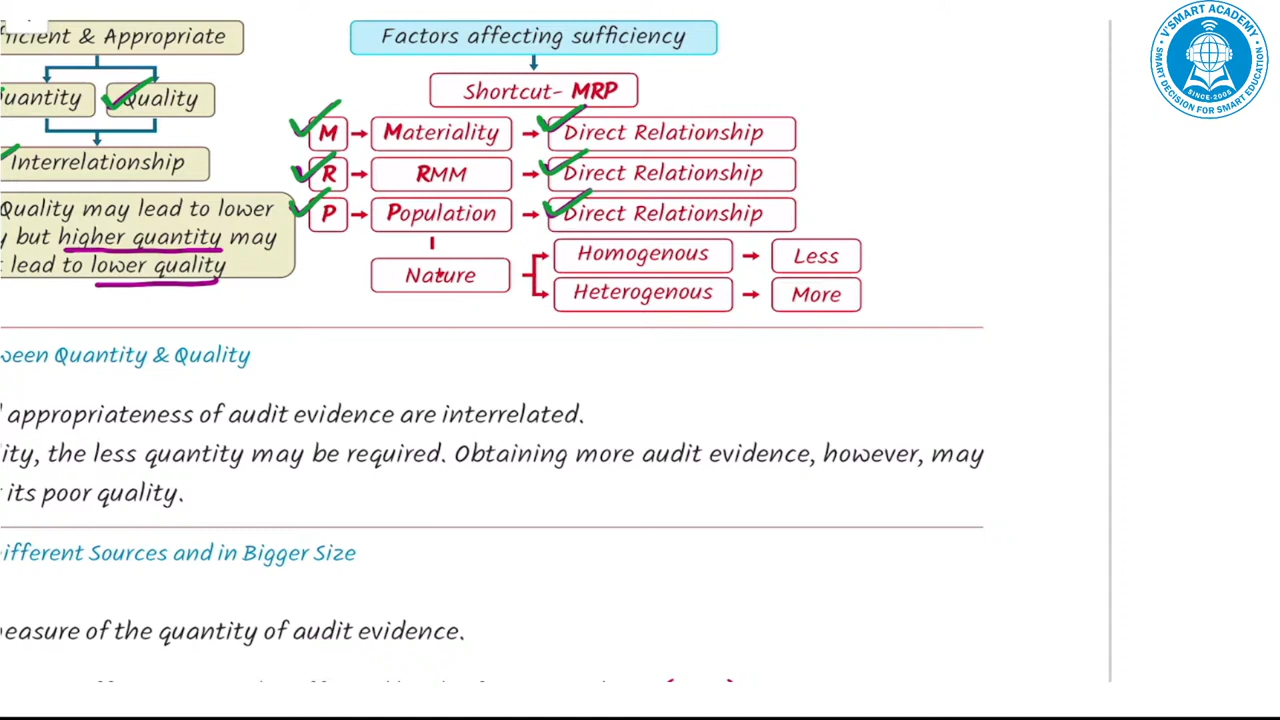 fficient & Appropriate
uantity
Quality
Interrelationship
Quality may lead to lower
y but higher quantity may
t lead to lower quality
Factors affecting sufficiency
Shortcut- MRP
M Materiality Direct Relationship
R RMM Direct Relationship
P Population Direct Relationship
Nature
Homogenous Less
Heterogenous More
ween Quantity & Quality
appropriateness of audit evidence are interrelated.
lity, the less quantity may be required. Obtaining more audit evidence, however, may
its poor quality.
ifferent Sources and in Bigger Size
measure of the quantity of audit evidence.
V'SMART ACADEMY
SINCE-2005
SMART DECISION FOR SMART EDUCATION